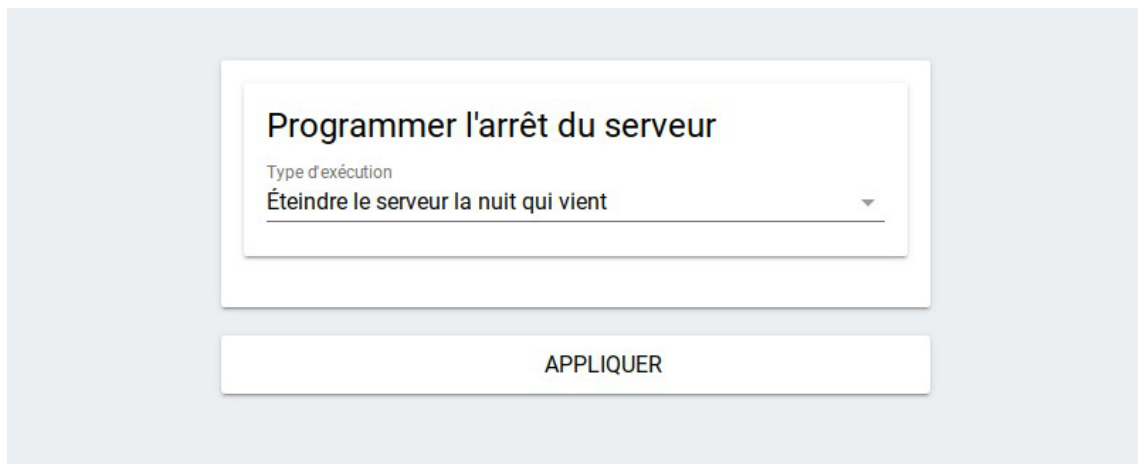 Programmer l'arrêt du serveur
Type d'exécution
Éteindre le serveur la nuit qui vient
APPLIQUER